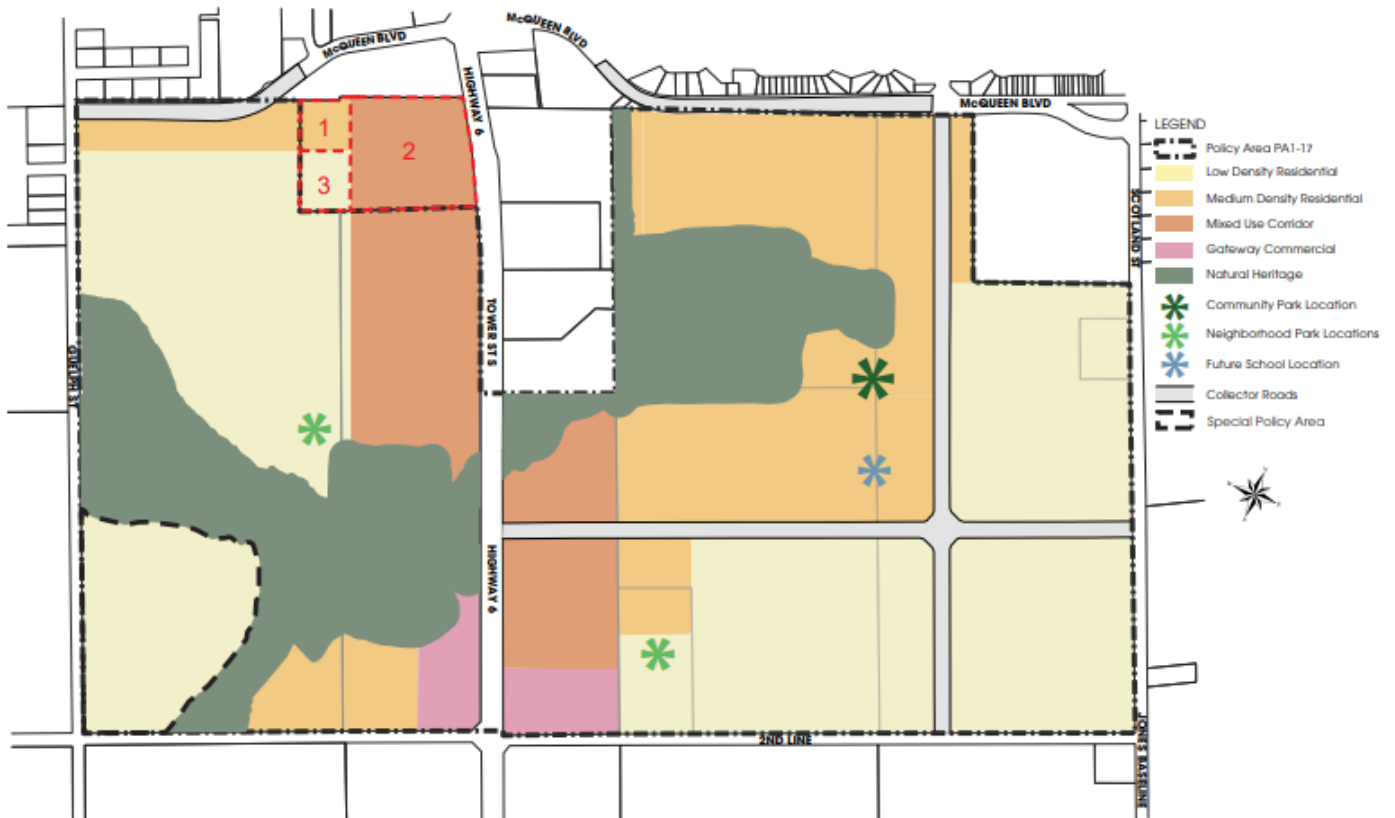 McQUEEN BLVD
McQUEEN BLVD
HIGHWAY 6
McQUEEN BLVD
1
2
3
LEGEND
Policy Area PA1-17
Low Density Residential
Medium Density Residential
Mixed Use Corridor
Gateway Commercial
Natural Heritage
Community Park Location
Neighborhood Park Locations
Future School Location
Collector Roads
Special Policy Area
SCOTLAND ST
TOWER ST S
GUELPH ST
HIGHWAY 6
2ND LINE
JONES BASELINE